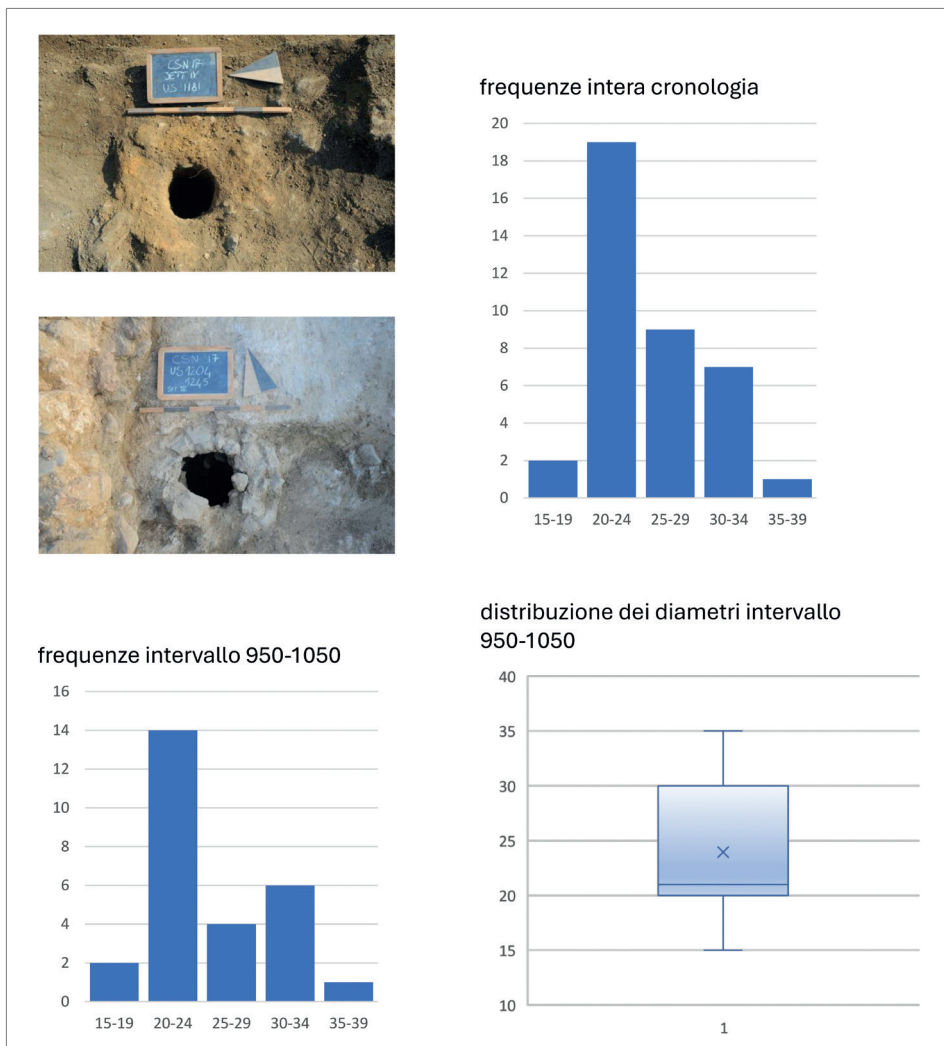 CSN 17
SETT IV
US 1181
CSN '17
US 1204
1245
SET IV
frequenze intera cronologia
20
18
16
14
12
10
8
6
4
2
0
15-19 20-24 25-29 30-34 35-39
frequenze intervallo 950-1050
16
14
12
10
8
6
4
2
0
15-19 20-24 25-29 30-34 35-39
distribuzione dei diametri intervallo
950-1050
40
35
30
25
20
15
10
1